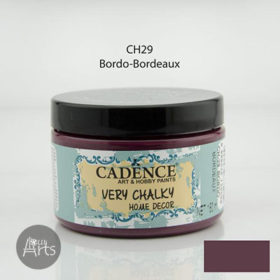 CH29
Bordo-Bordeaux
CADENCE
ART & HOBBY PAINTS
VERY CHALKY
HOME DECOR
Arts